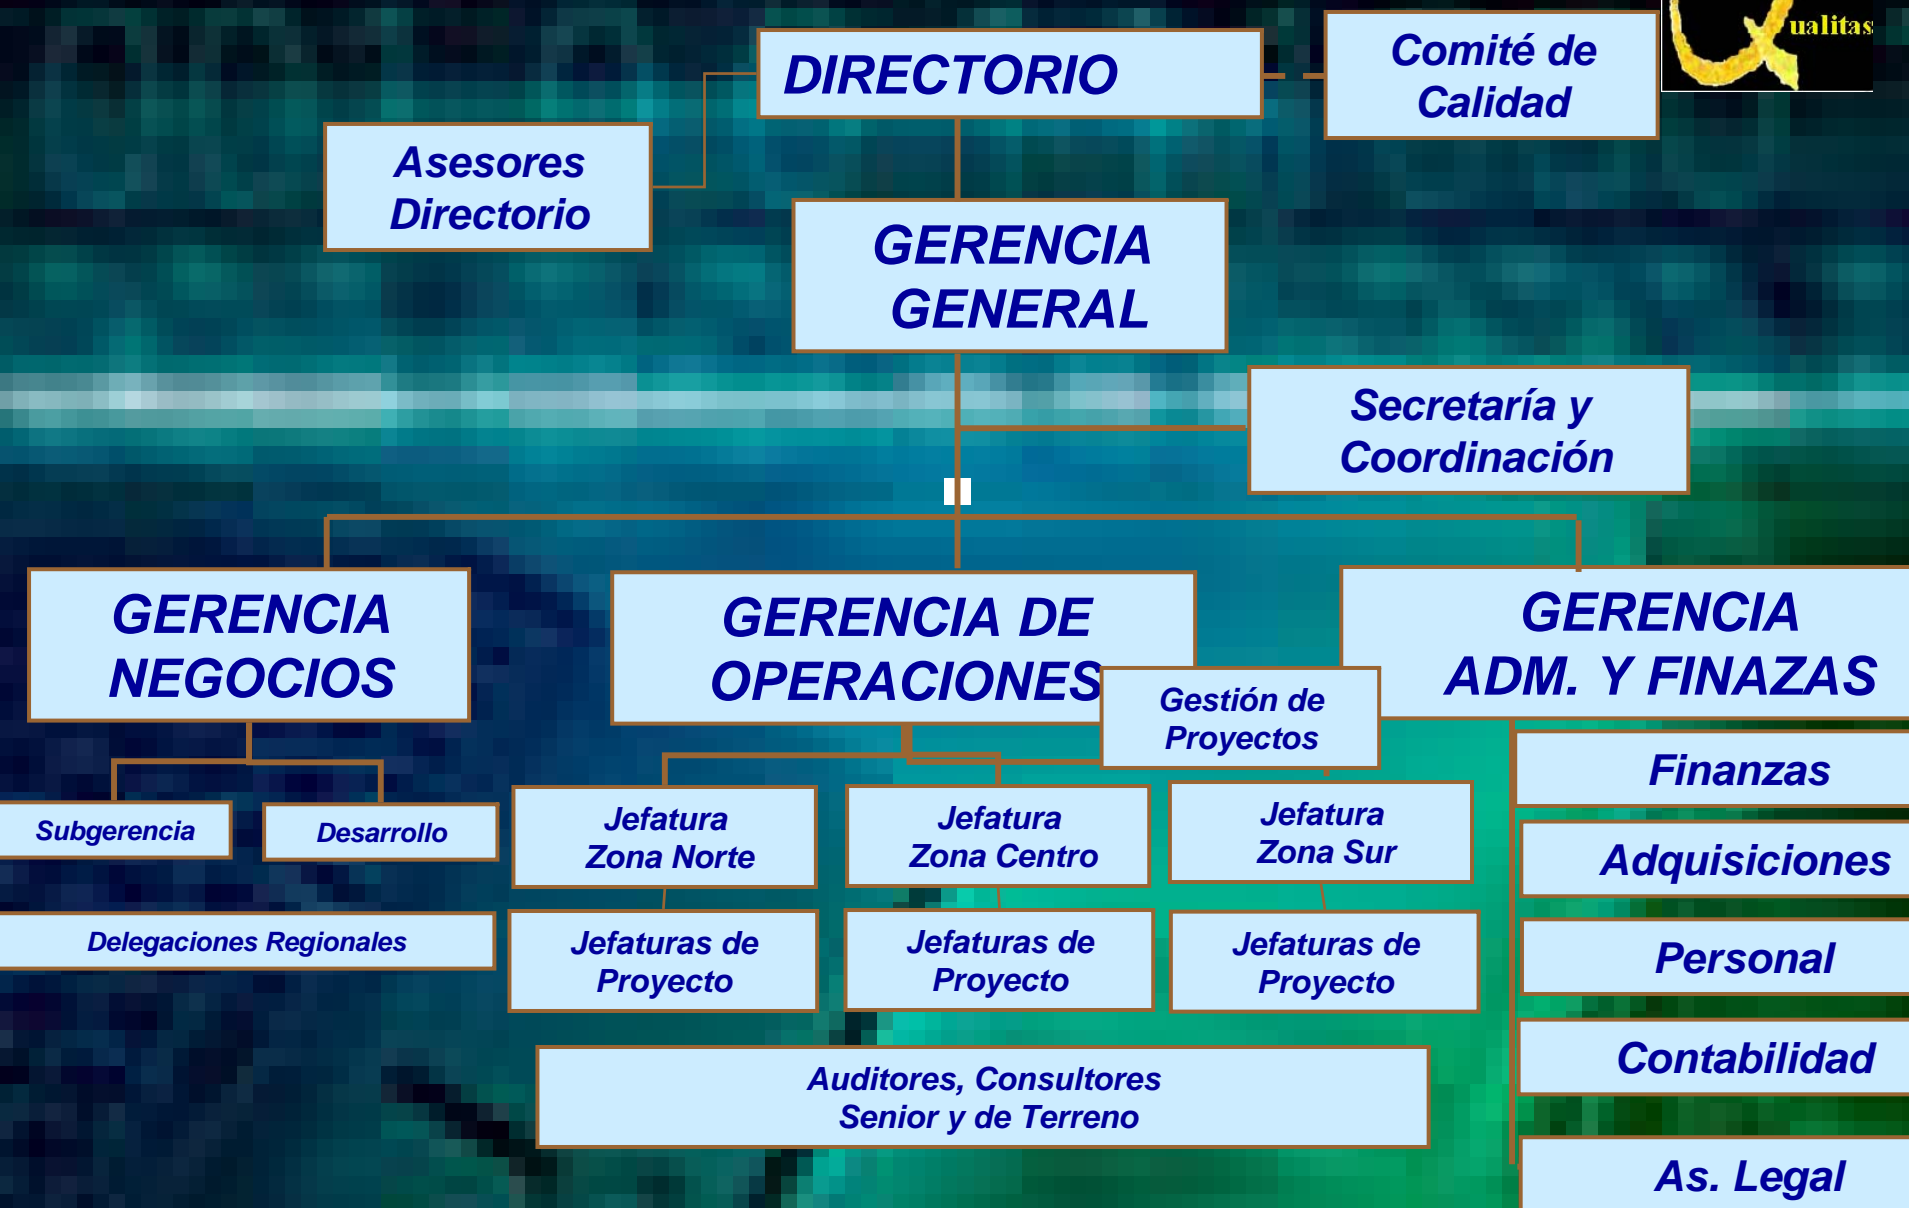 ualitas
DIRECTORIO
Comité de
Calidad
Asesores
Directorio
GERENCIA
GENERAL
Secretaría y
Coordinación
GERENCIA
NEGOCIOS
GERENCIA DE
OPERACIONES
GERENCIA
ADM. Y FINAZAS
Gestión de
Proyectos
Subgerencia
Desarrollo
Delegaciones Regionales
Jefatura
Zona Norte
Jefatura
Zona Centro
Jefatura
Zona Sur
Jefaturas de
Proyecto
Jefaturas de
Proyecto
Jefaturas de
Proyecto
Auditores, Consultores
Senior y de Terreno
Finanzas
Adquisiciones
Personal
Contabilidad
As. Legal